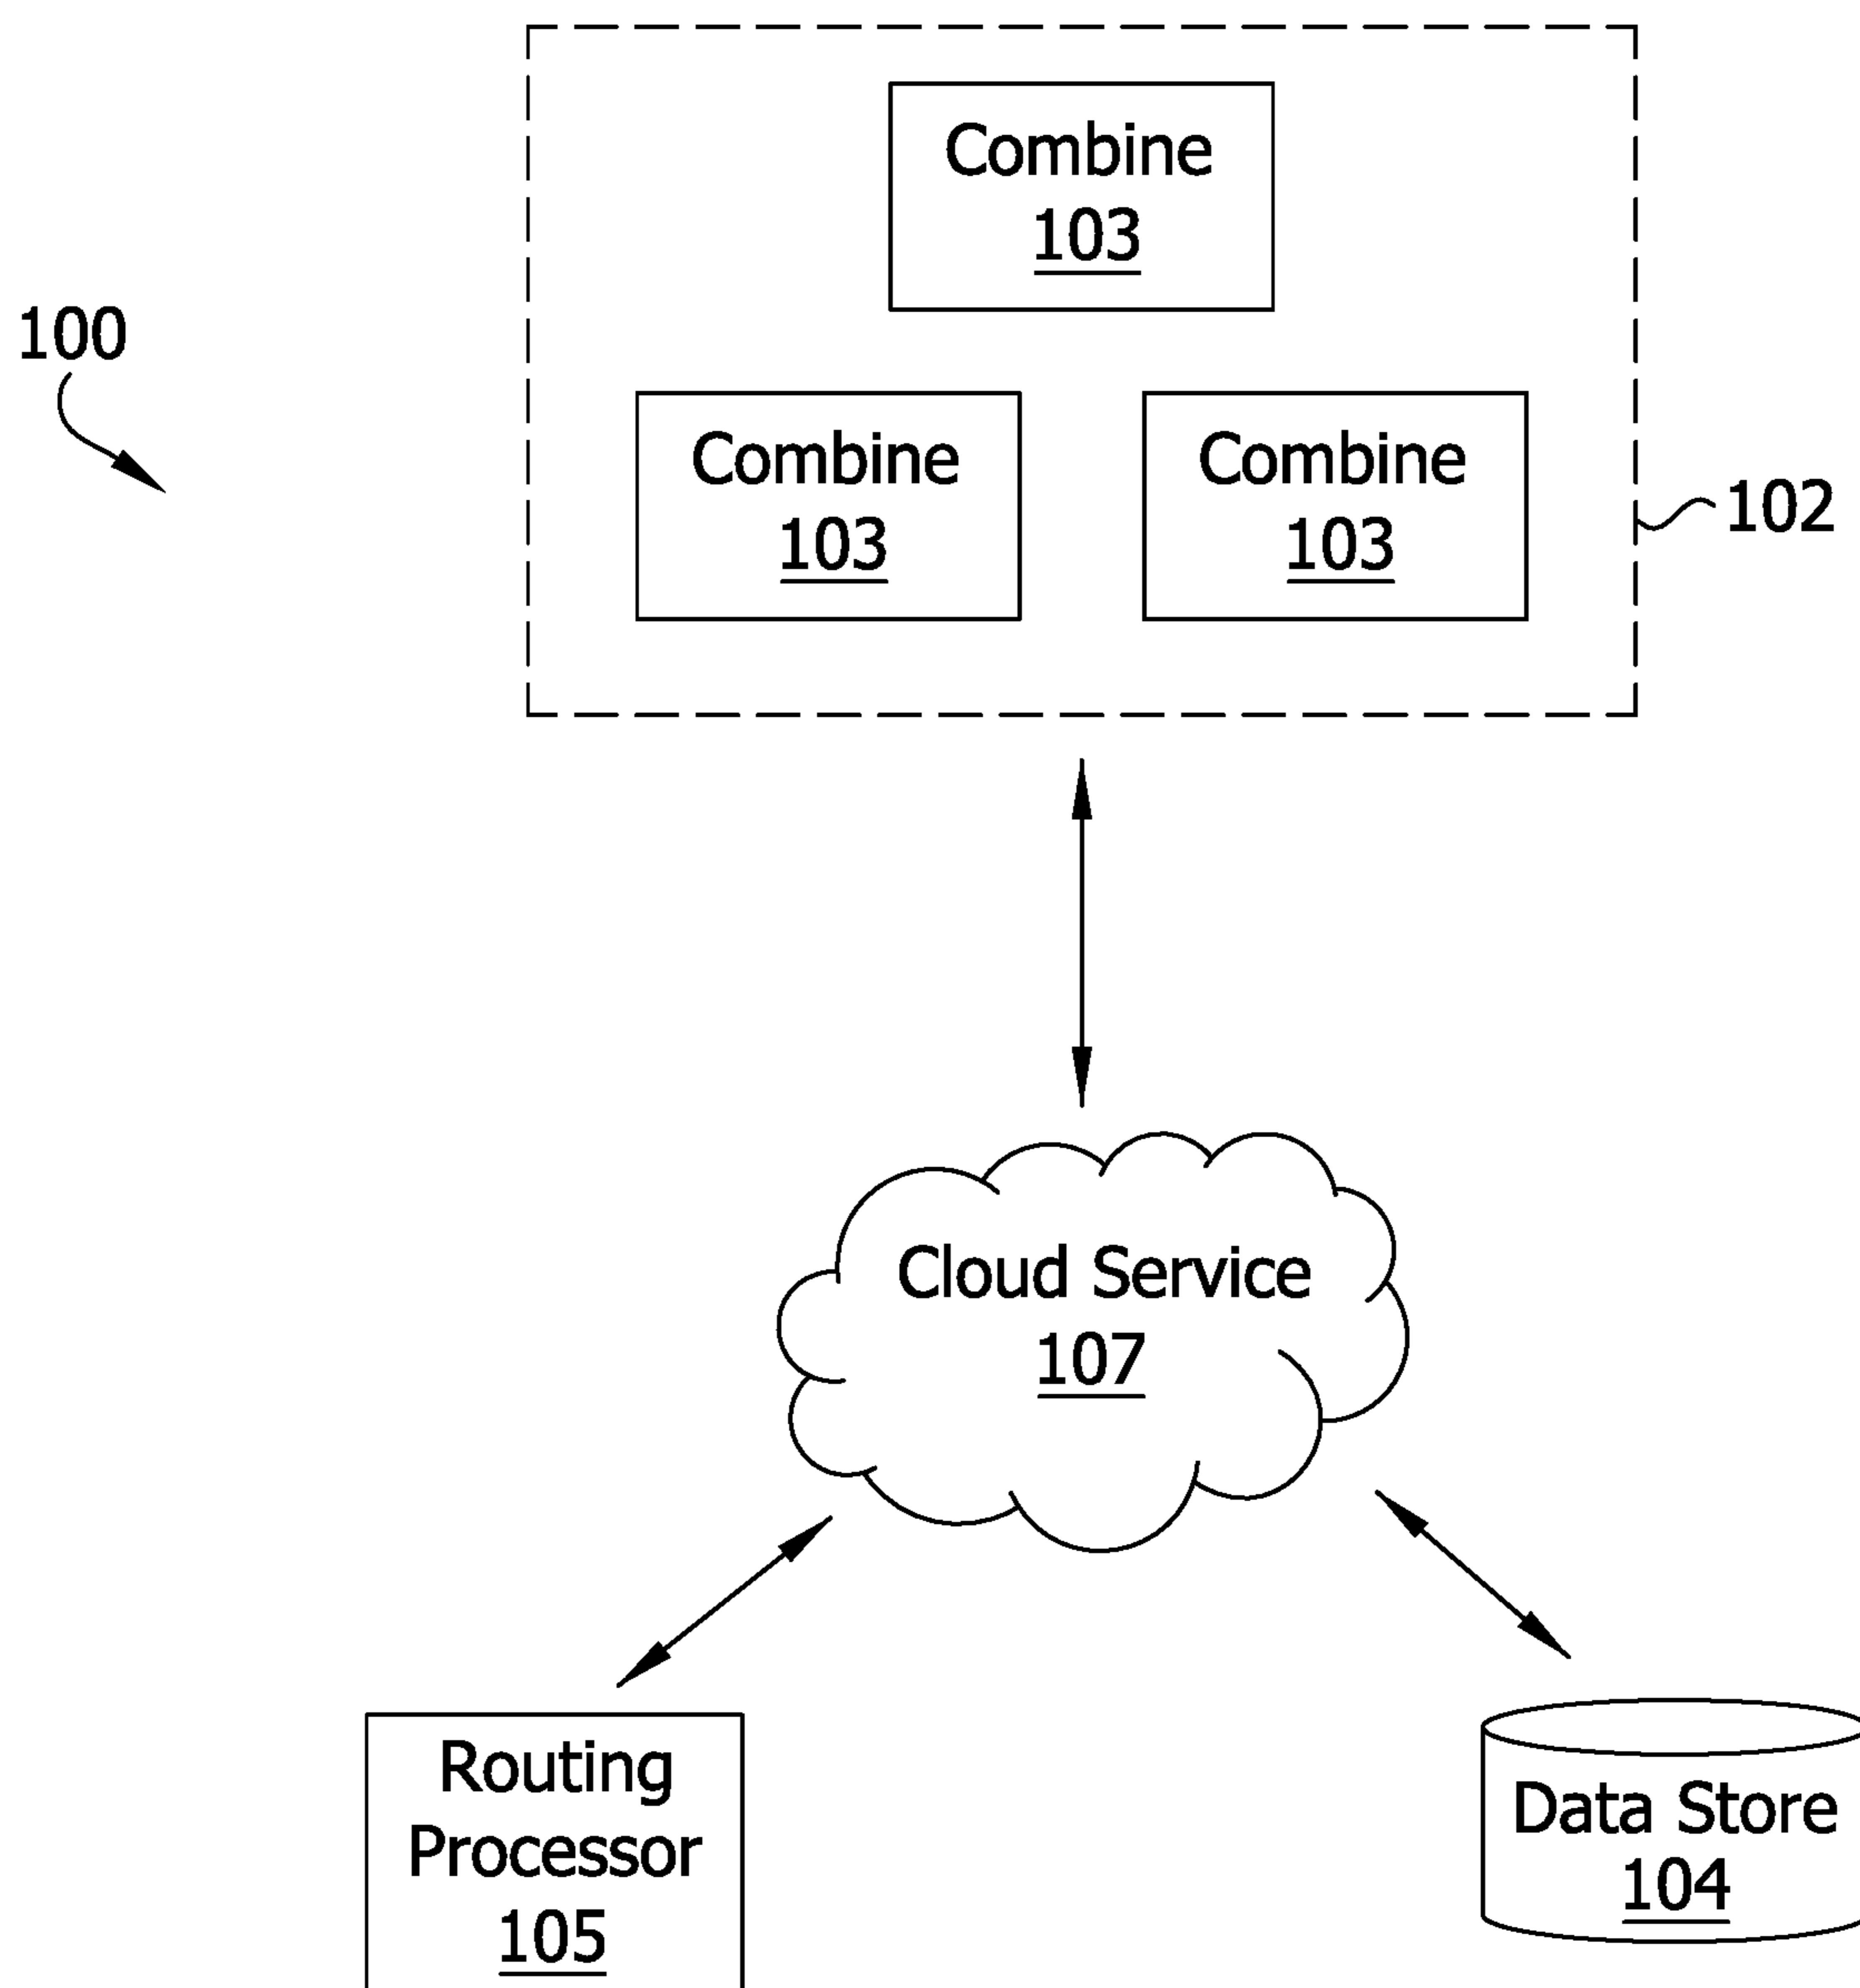 Combine
103
100
Combine
103
Combine
103
102
Cloud Service
107
Routing
Processor
105
Data Store
104